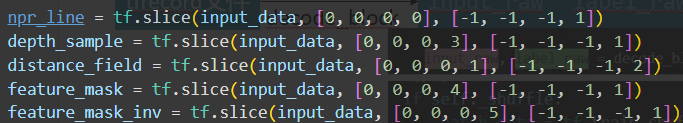 npr_line = tf.slice(input_data, [0, 0, 0, 0], [-1, -1, -1, 1])
depth_sample = tf.slice(input_data, [0, 0, 0, 3], [-1, -1, -1, 1])
distance_field = tf.slice(input_data, [0, 0, 0, 1], [-1, -1, -1, 2])
feature_mask = tf.slice(input_data, [0, 0, 0, 4], [-1, -1, -1, 1])
feature_mask_inv = tf.slice(input_data, [0, 0, 0, 5], [-1, -1, -1, 1])